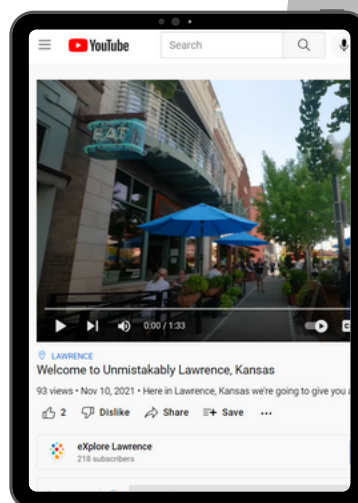 YouTube
Search
EAT
0:00 / 1:33
LAWRENCE
Welcome to Unmistakably Lawrence, Kansas
93 views • Nov 10, 2021 • Here in Lawrence, Kansas we're going to give you a
2 Dislike Share Save ...
eXplore Lawrence
218 subscribers